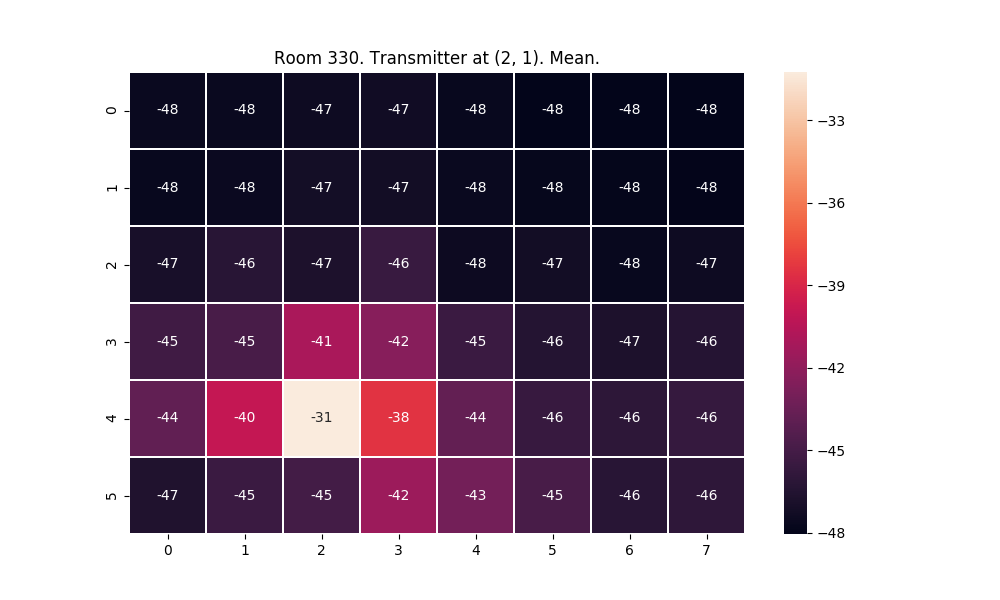 Room 330. Transmitter at (2, 1). Mean.
0 -48 -48 -47 -47 -48 -48 -48 -48
−33
1 -48 -48 -47 -47 -48 -48 -48 -48
−36
2 -47 -46 -47 -46 -48 -47 -48 -47
−39
3 -45 -45 -41 -42 -45 -46 -47 -46
−42
4 -44 -40 -31 -38 -44 -46 -46 -46
−45
5 -47 -45 -45 -42 -43 -45 -46 -46
−48
0 1 2 3 4 5 6 7